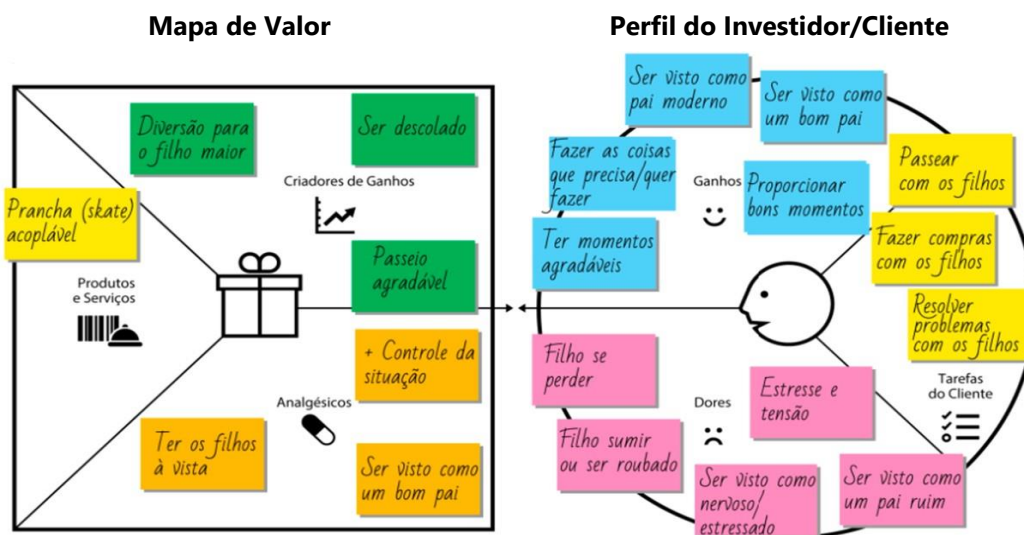 Mapa de Valor
Diversão para
o filho maior
Ser descolado
Criadores de Ganhos
Prancha (skate)
acoplável
Passeio
agradável
Produtos
e Serviços
+ Controle da
situação
Analgésicos
Ter os filhos
à vista
Ser visto como
um bom pai
Perfil do Investidor/Cliente
Ser visto como
pai moderno
Ser visto como
um bom pai
Fazer as coisas
que precisa/quer
fazer
Ganhos
Proporcionar
bons momentos
Ter momentos
agradáveis
Passear
com os filhos
Fazer compras
com os filhos
Resolver
problemas
com os filhos
Tarefas
do Cliente
Filho se
perder
Estresse e
tensão
Dores
Filho sumir
ou ser roubado
Ser visto como
nervoso/
estressado
Ser visto como
um pai ruim